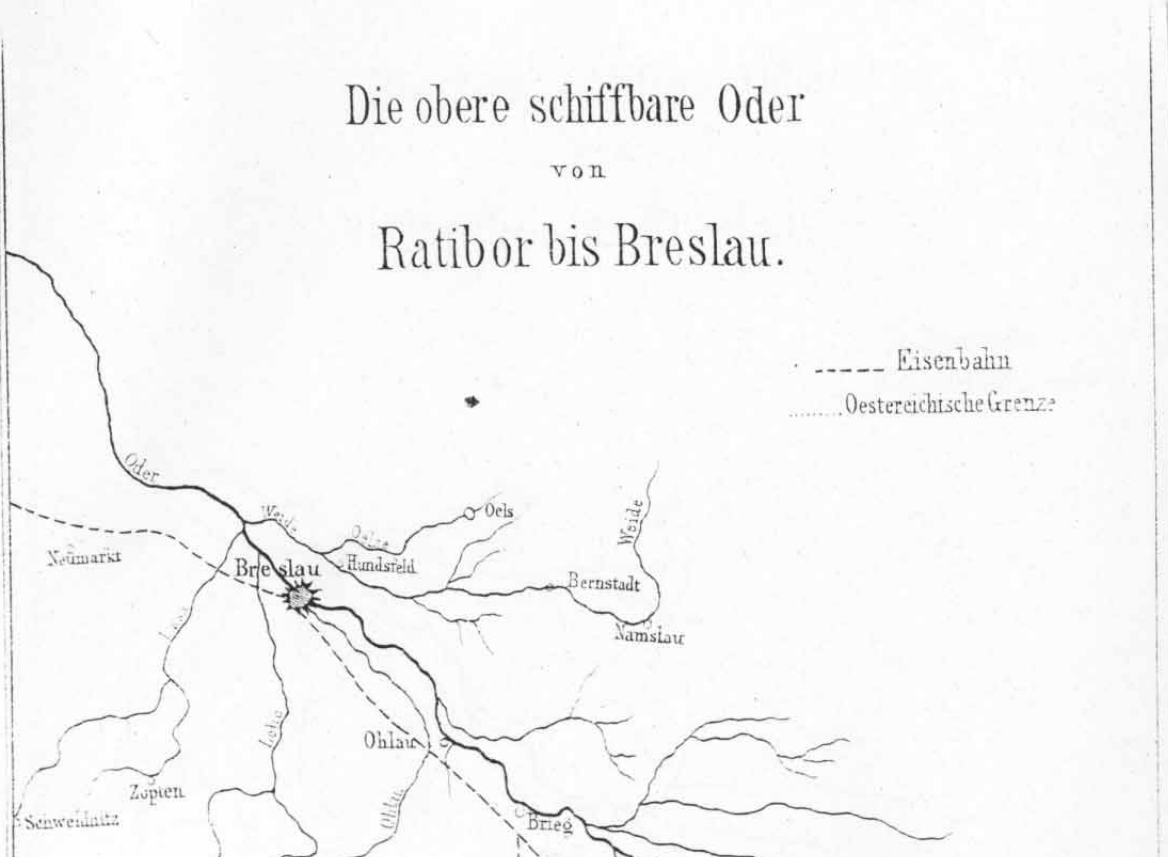 Die obere schiffbare Oder
von
Ratibor bis Breslau.
Eisenbahn
Oestereichische Grenze
Oder
Weide
Oels
Weide
Neumarkt
Breslau
Hundsfeld
Bernstadt
Namslau
Lohe
Ohlau
Zopten
Schweidnitz
Ohlau
Brieg